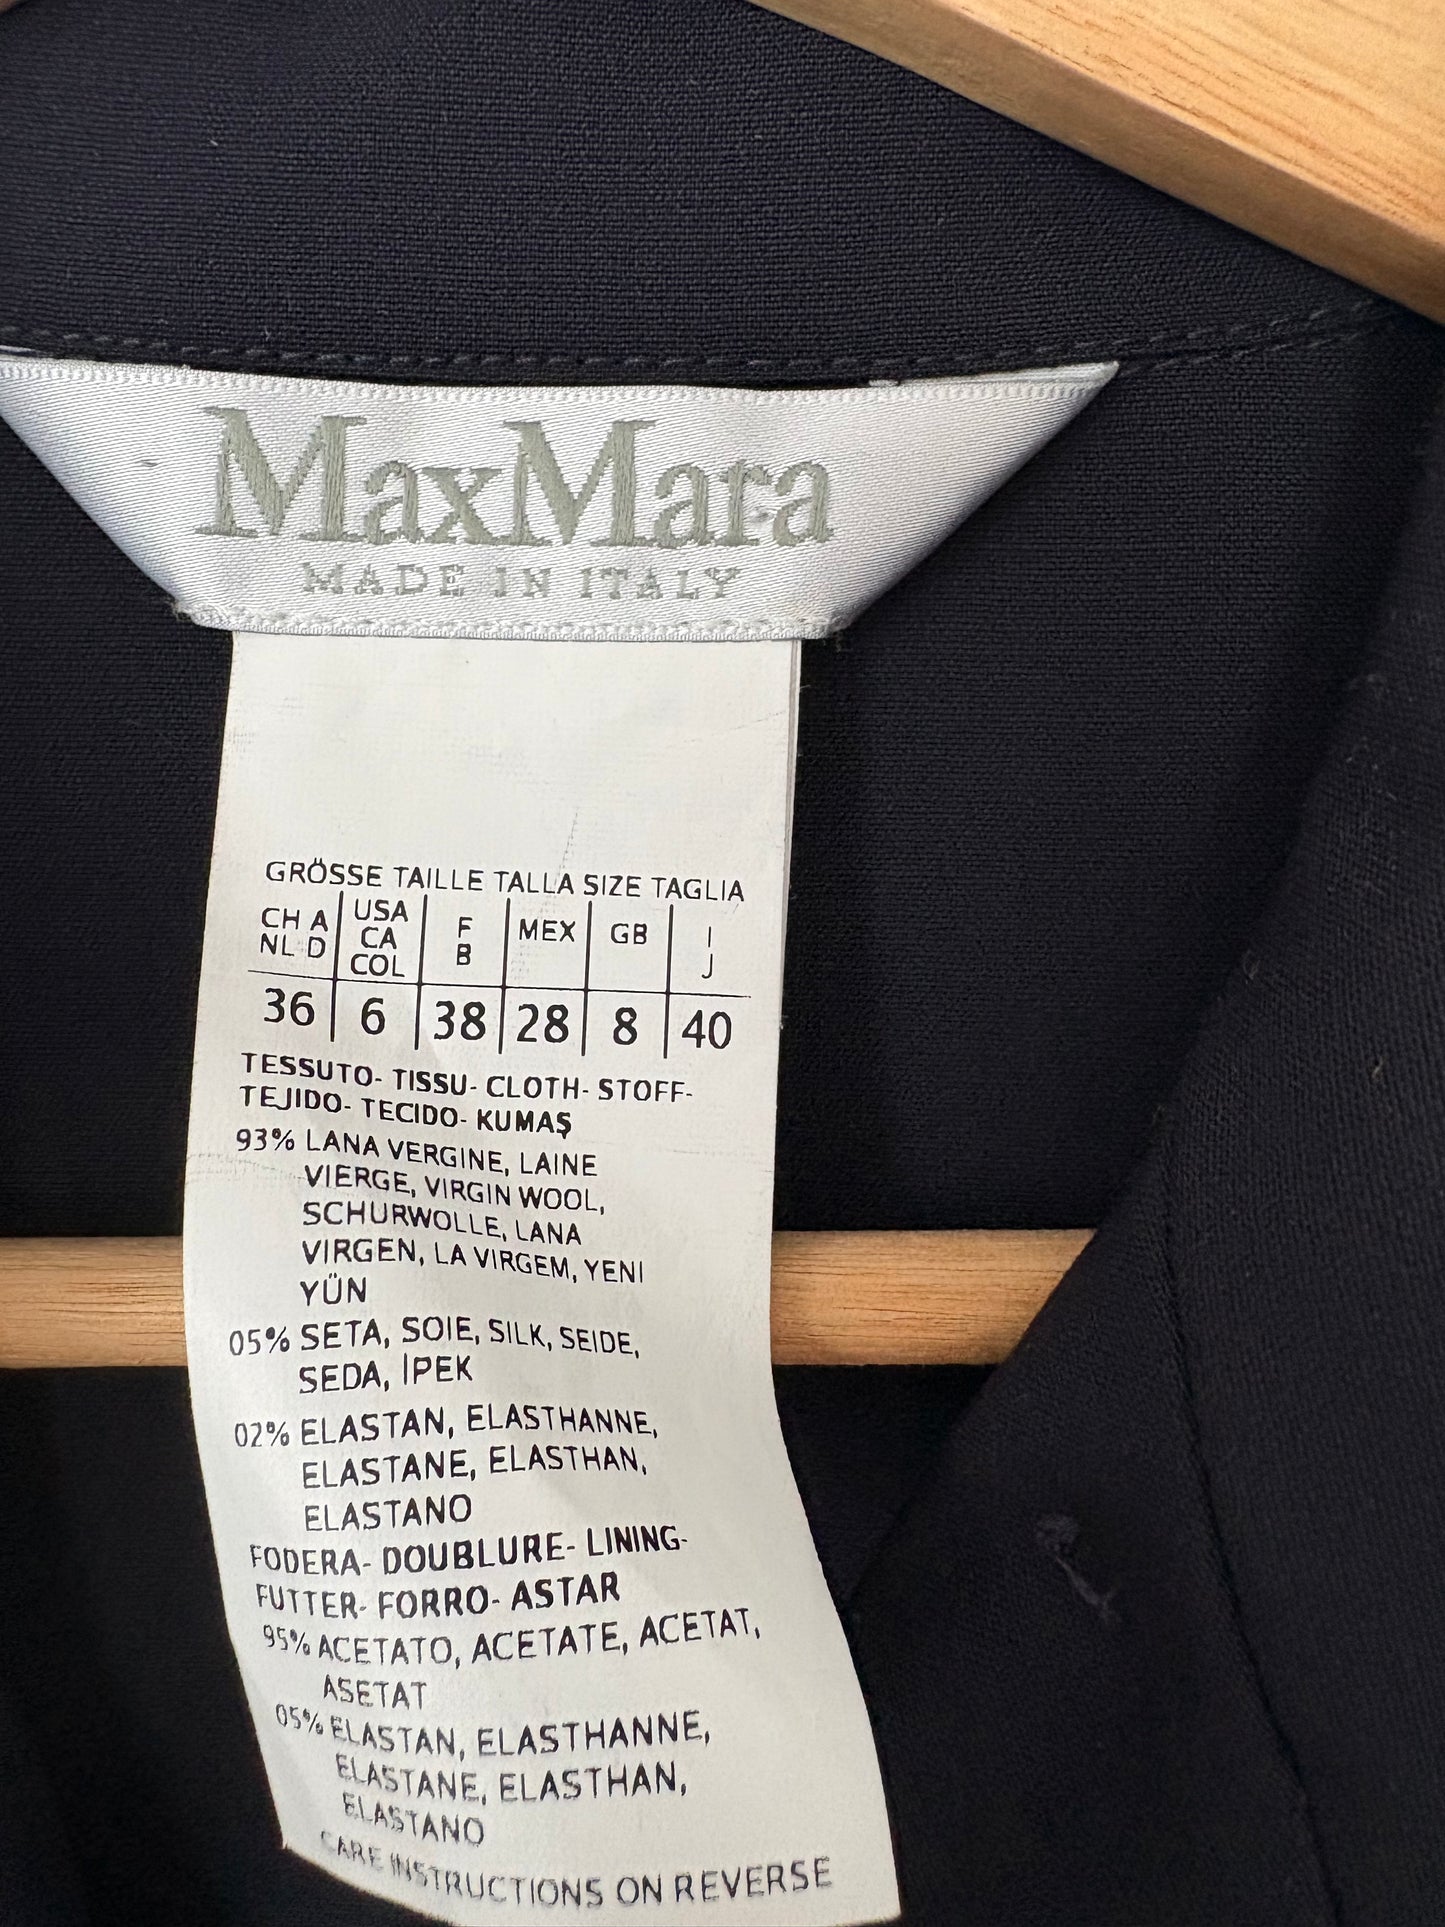 MaxMara
MADE IN ITALY
GRÖSSE TAILLE TALLA SIZE TAGLIA
CH A NL D | USA CA COL | F B | MEX | GB | I J
36 | 6 | 38 | 28 | 8 | 40
TESSUTO- TISSU- CLOTH- STOFF-
TEJIDO- TECIDO- KUMAŞ
93% LANA VERGINE, LAINE
VIERGE, VIRGIN WOOL,
SCHURWOLLE, LANA
VIRGEN, LA VIRGEM, YENI
YÜN
05% SETA, SOIE, SILK, SEIDE,
SEDA, İPEK
02% ELASTAN, ELASTHANNE,
ELASTANE, ELASTHAN,
ELASTANO
FODERA- DOUBLURE- LINING-
FUTTER- FORRO- ASTAR
95% ACETATO, ACETATE, ACETAT,
ASETAT
05% ELASTAN, ELASTHANNE,
ELASTANE, ELASTHAN,
ELASTANO
CARE INSTRUCTIONS ON REVERSE